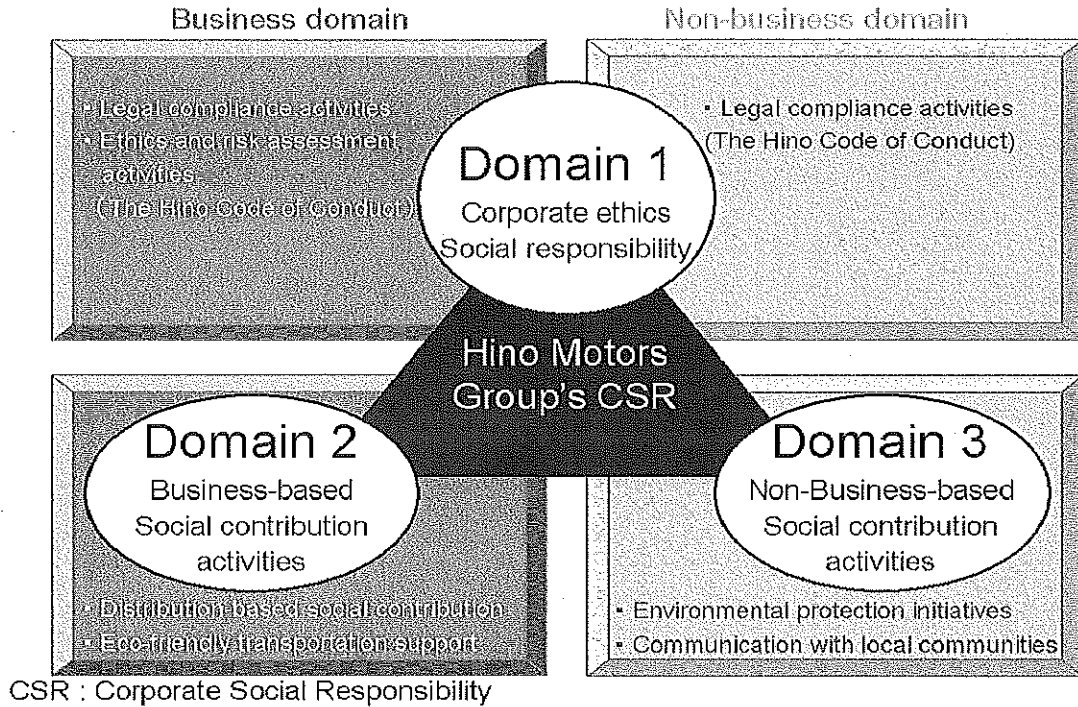 Business domain
Non-business domain
・Legal compliance activities
・Ethics and risk assessment
activities
(The Hino Code of Conduct)
・Legal compliance activities
(The Hino Code of Conduct)
Domain 1
Corporate ethics
Social responsibility
Hino Motors
Group's CSR
Domain 2
Business-based
Social contribution
activities
・Distribution based social contribution
・Eco-friendly transportation support
Domain 3
Non-Business-based
Social contribution
activities
・Environmental protection initiatives
・Communication with local communities
CSR : Corporate Social Responsibility